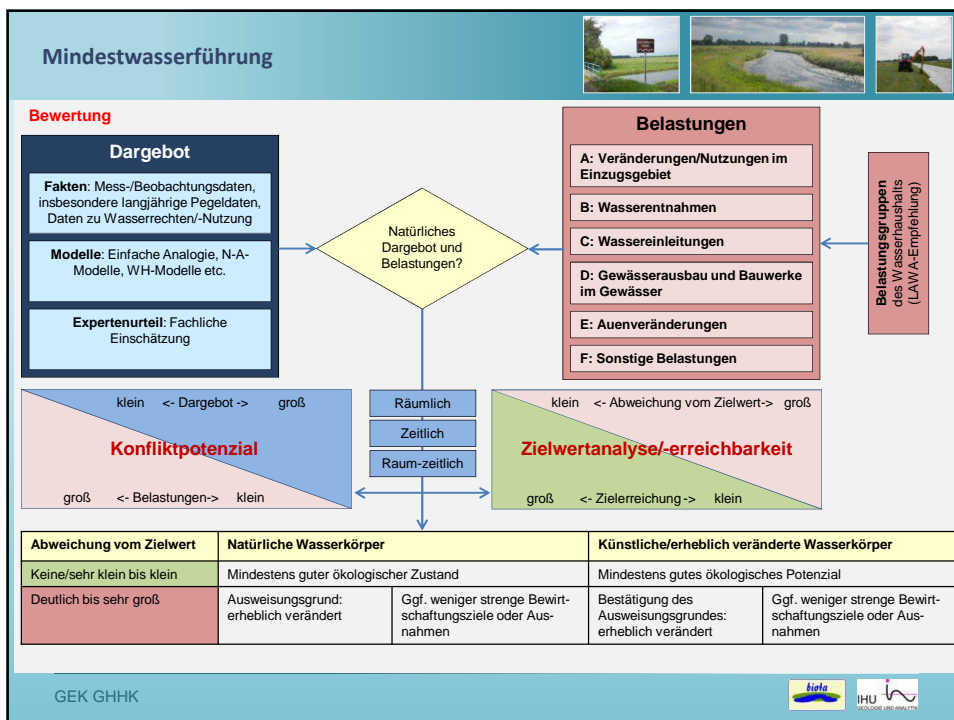 Mindestwasserführung
Bewertung
Dargebot
Fakten: Mess-/Beobachtungsdaten,
insbesondere langjährige Pegeldaten,
Daten zu Wasserrechten/-Nutzung
Modelle: Einfache Analogie, N-A-
Modelle, WH-Modelle etc.
Expertenurteil: Fachliche
Einschätzung
Natürliches
Dargebot und
Belastungen?
Belastungen
A: Veränderungen/Nutzungen im
Einzugsgebiet
B: Wasserentnahmen
C: Wassereinleitungen
D: Gewässerausbau und Bauwerke
im Gewässer
E: Auenveränderungen
F: Sonstige Belastungen
Belastungsgruppen
des Wasserhaushalts
(LAWA-Empfehlung)
klein <- Dargebot -> groß
Konfliktpotenzial
groß <- Belastungen-> klein
Räumlich
Zeitlich
Raum-zeitlich
klein <- Abweichung vom Zielwert-> groß
Zielwertanalyse/-erreichbarkeit
groß <- Zielerreichung -> klein
Abweichung vom Zielwert Natürliche Wasserkörper Künstliche/erheblich veränderte Wasserkörper
Keine/sehr klein bis klein Mindestens guter ökologischer Zustand Mindestens gutes ökologisches Potenzial
Deutlich bis sehr groß
Ausweisungsgrund:
erheblich verändert
Ggf. weniger strenge Bewirt-
schaftungsziele oder Aus-
nahmen
Bestätigung des
Ausweisungsgrundes:
erheblich verändert
Ggf. weniger strenge Bewirt-
schaftungsziele oder Aus-
nahmen
GEK GHHK
biota
IHU
GEOLOGIE UND ANALYTIK